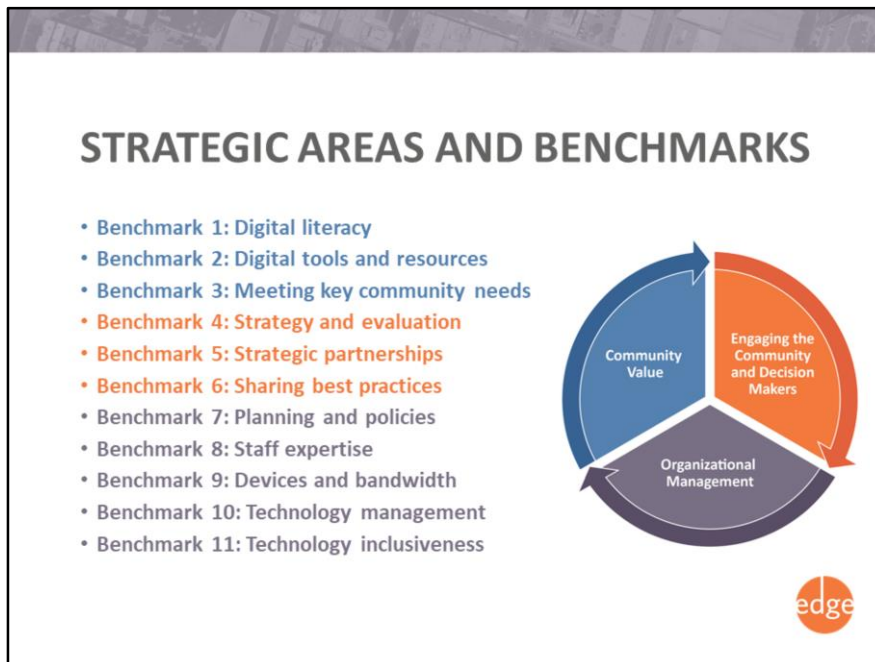 STRATEGIC AREAS AND BENCHMARKS
• Benchmark 1: Digital literacy
• Benchmark 2: Digital tools and resources
• Benchmark 3: Meeting key community needs
• Benchmark 4: Strategy and evaluation
• Benchmark 5: Strategic partnerships
• Benchmark 6: Sharing best practices
• Benchmark 7: Planning and policies
• Benchmark 8: Staff expertise
• Benchmark 9: Devices and bandwidth
• Benchmark 10: Technology management
• Benchmark 11: Technology inclusiveness
Community
Value
Engaging the
Community
and Decision
Makers
Organizational
Management
edge